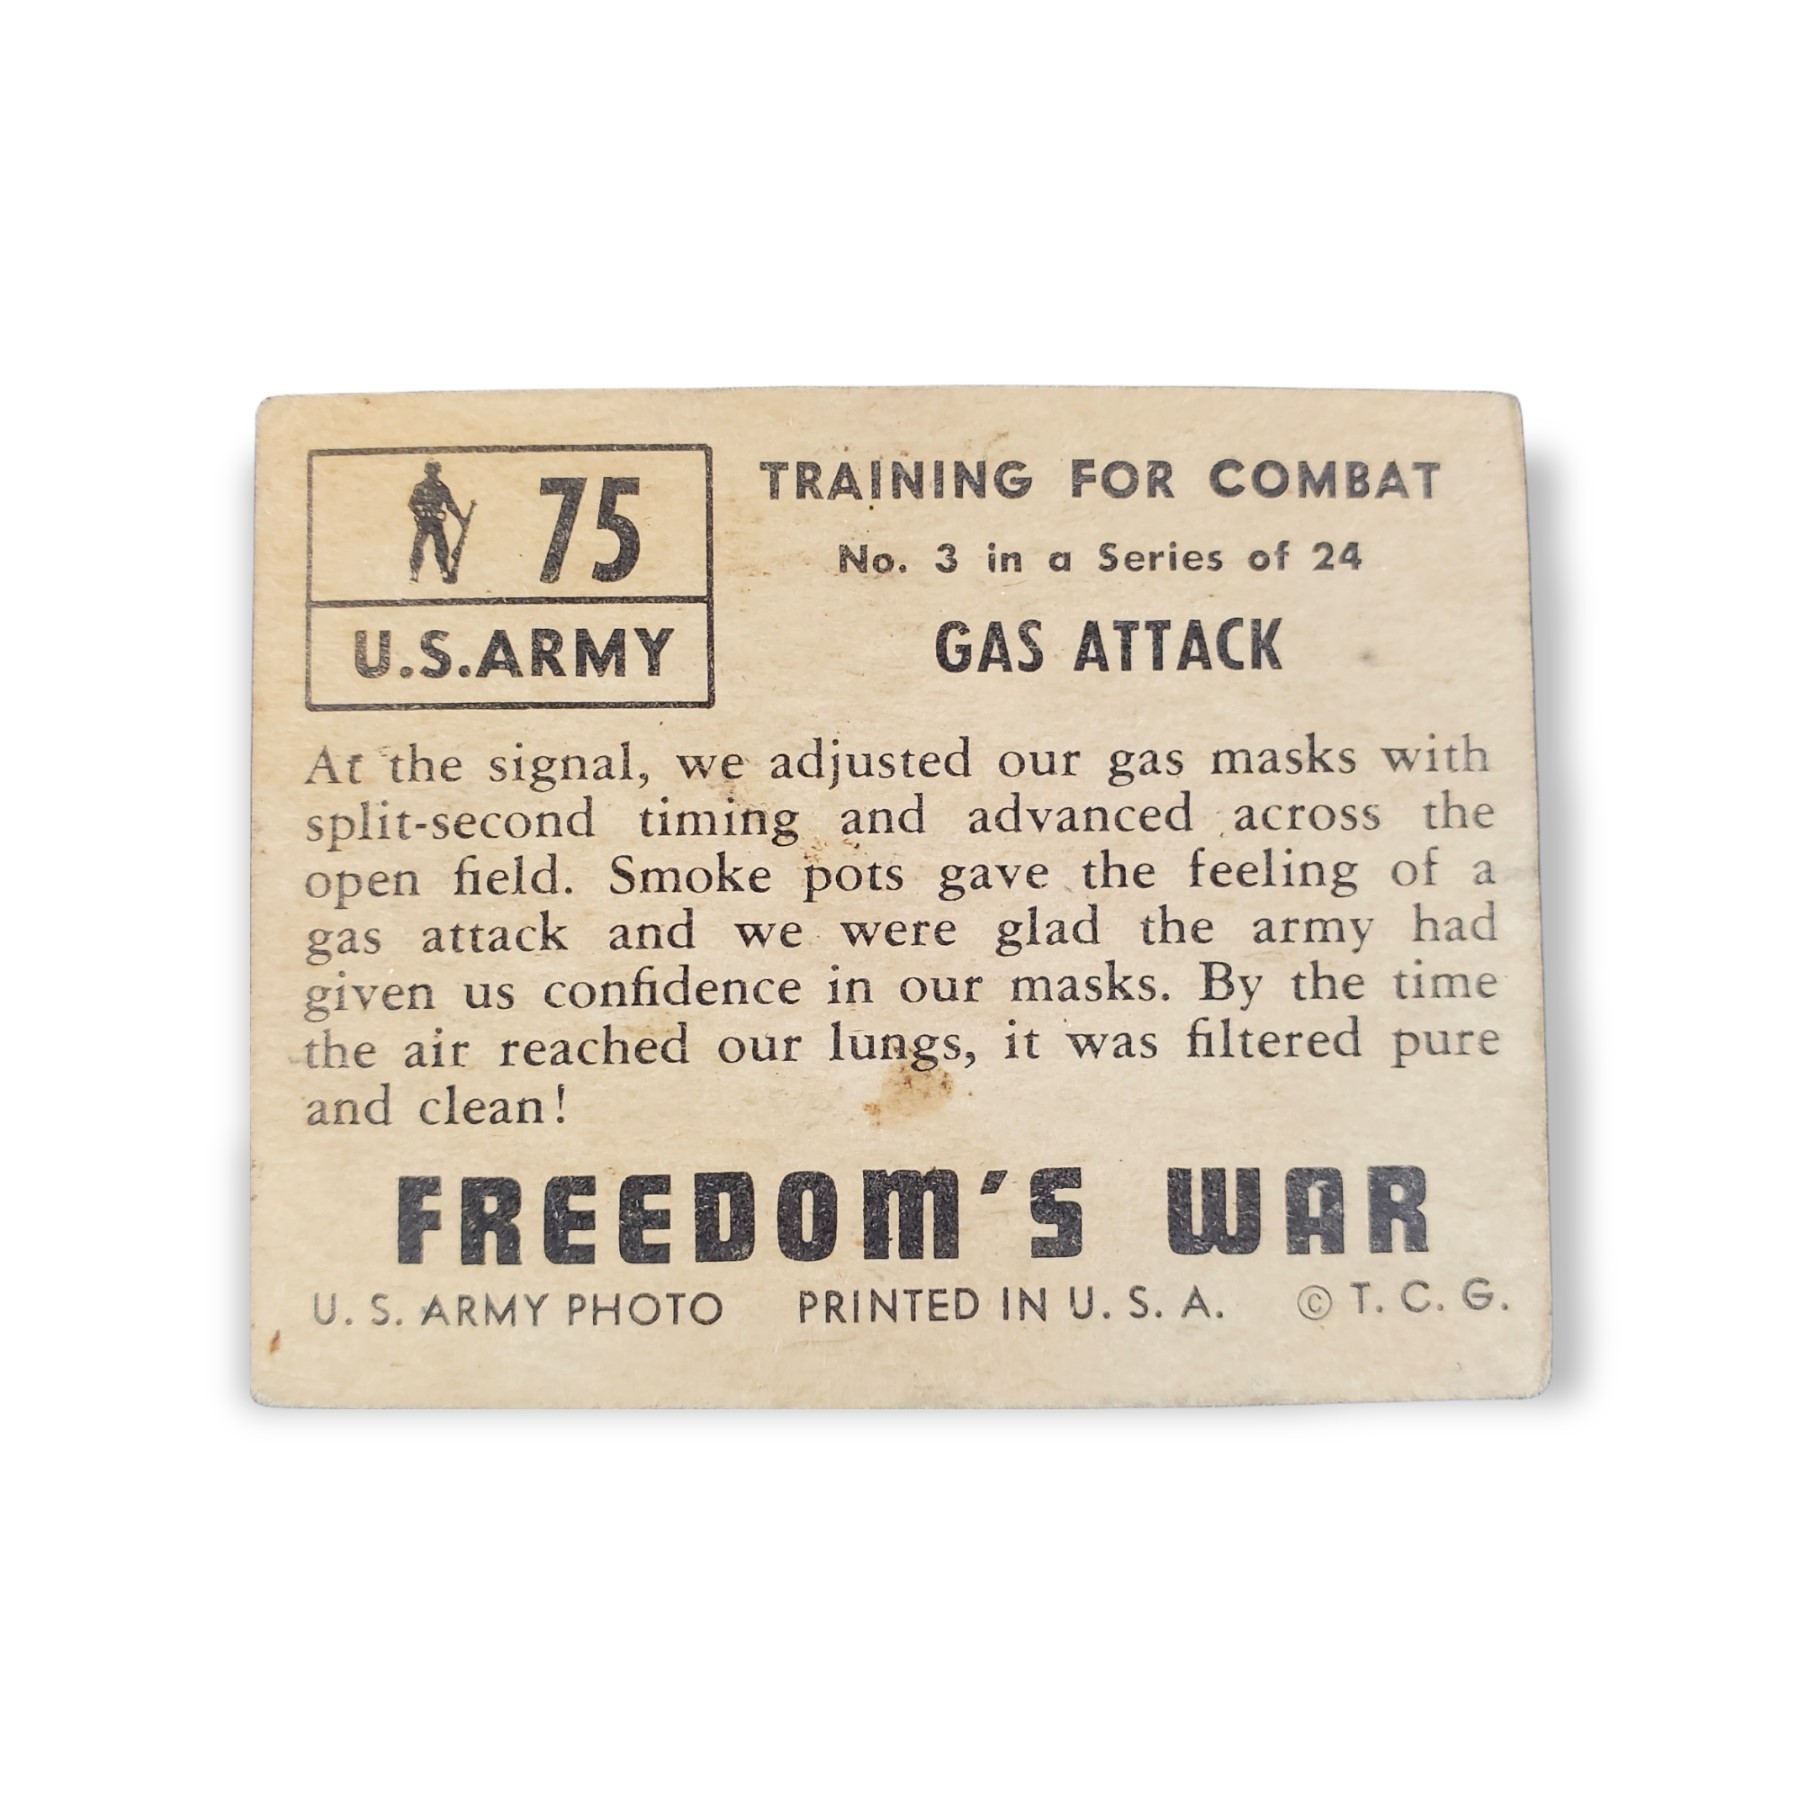 75
U.S.ARMY
TRAINING FOR COMBAT
No. 3 in a Series of 24
GAS ATTACK
At the signal, we adjusted our gas masks with
split-second timing and advanced across the
open field. Smoke pots gave the feeling of a
gas attack and we were glad the army had
given us confidence in our masks. By the time
the air reached our lungs, it was filtered pure
and clean!
FREEDOM'S WAR
U. S. ARMY PHOTO PRINTED IN U. S. A. © T. C. G.